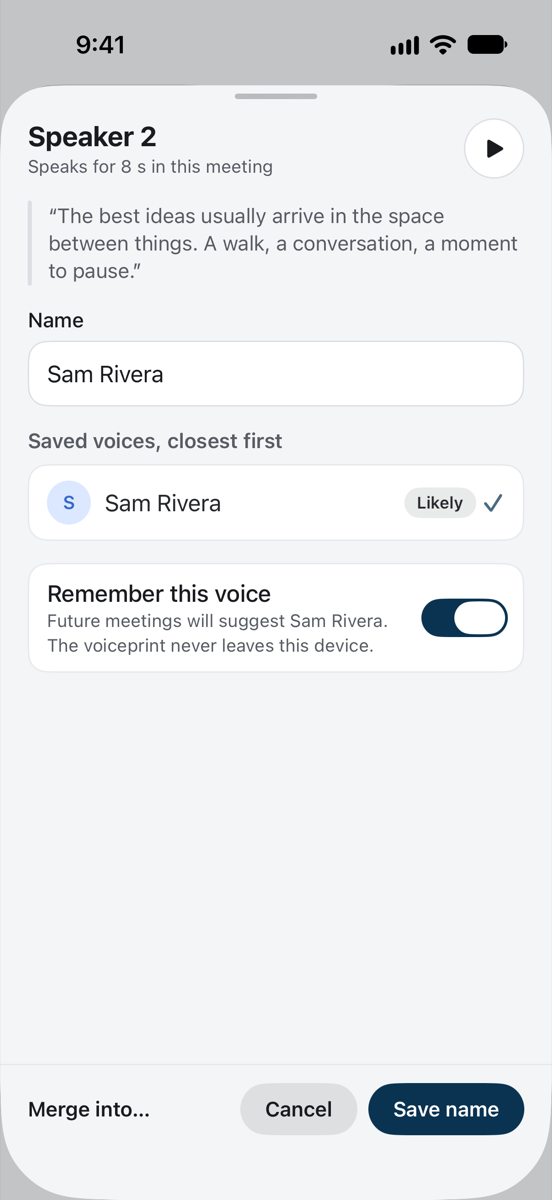 9:41
Speaker 2
Speaks for 8 s in this meeting
“The best ideas usually arrive in the space
between things. A walk, a conversation, a moment
to pause.”
Name
Sam Rivera
Saved voices, closest first
S
Sam Rivera
Likely
Remember this voice
Future meetings will suggest Sam Rivera.
The voiceprint never leaves this device.
Merge into...
Cancel
Save name